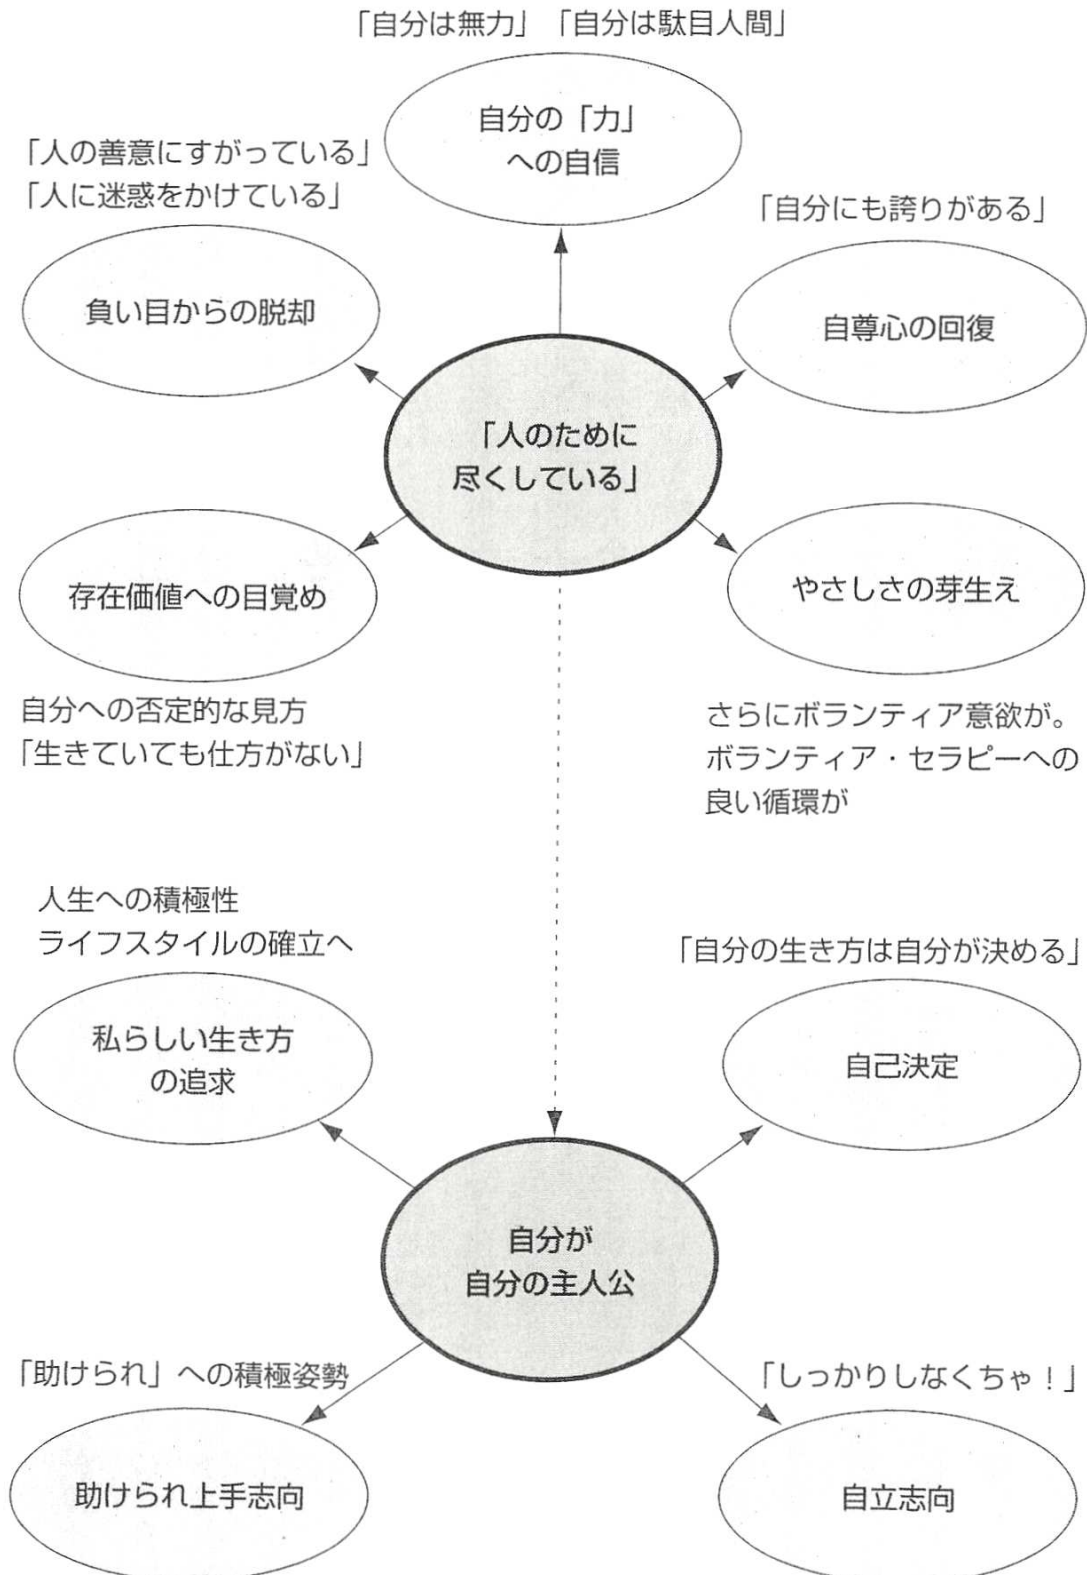 「自分は無力」「自分は駄目人間」
自分の「力」
への自信
「人の善意にすがっている」
「人に迷惑をかけている」
負い目からの脱却
「自分にも誇りがある」
自尊心の回復
「人のために
尽くしている」
存在価値への目覚め
自分への否定的な見方
「生きていても仕方がない」
やさしさの芽生え
さらにボランティア意欲が。
ボランティア・セラピーへの
良い循環が
人生への積極性
ライフスタイルの確立へ
私らしい生き方
の追求
「自分の生き方は自分が決める」
自己決定
自分が
自分の主人公
「助けられ」への積極姿勢
助けられ上手志向
「しっかりしなくちゃ！」
自立志向